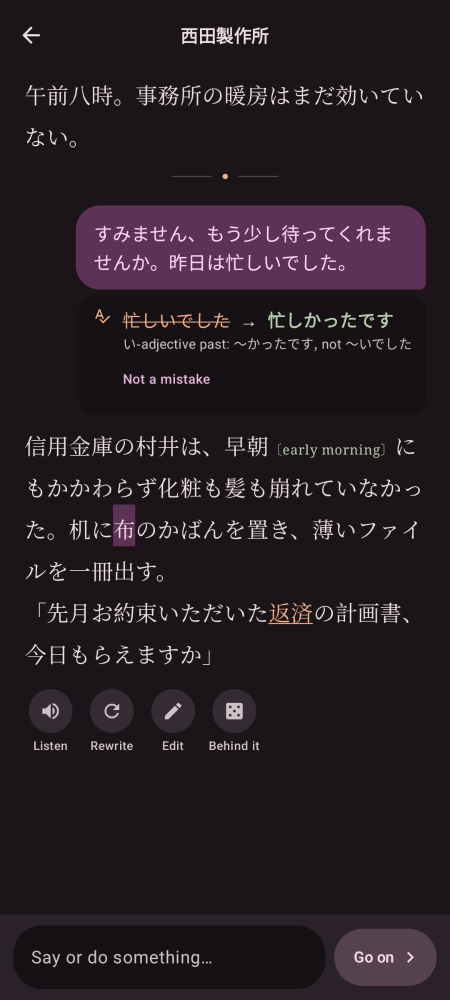 西田製作所
午前八時。事務所の暖房はまだ効いてい
ない。
すみません、もう少し待ってくれま
せんか。昨日は忙しいでした。
忙しいでした → 忙しかったです
い-adjective past: 〜かったです, not 〜いでした
Not a mistake
信用金庫の村井は、早朝〔early morning〕に
もかかわらず化粧も髪も崩れていなかっ
た。机に布のかばんを置き、薄いファイ
ルを一冊出す。
「先月お約束いただいた返済の計画書、
今日もらえますか」
Listen Rewrite Edit Behind it
Say or do something… Go on